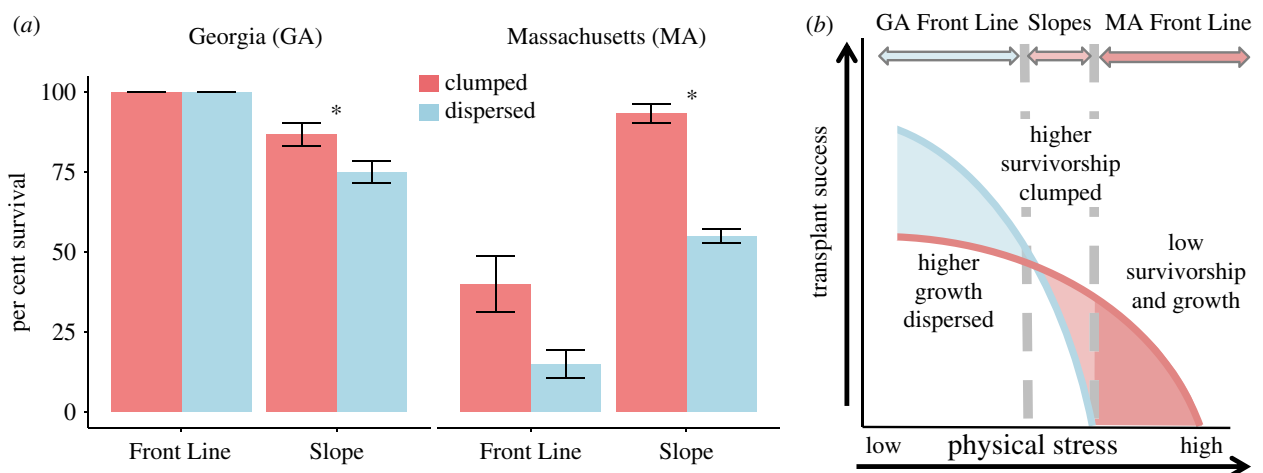 (a)
Georgia (GA)
Massachusetts (MA)
per cent survival
100
75
50
25
0
clumped
dispersed
*
*
Front Line
Slope
Front Line
Slope
(b)
GA Front Line
Slopes
MA Front Line
transplant success
higher
survivorship
clumped
higher
growth
dispersed
low
survivorship
and growth
low
physical stress
high